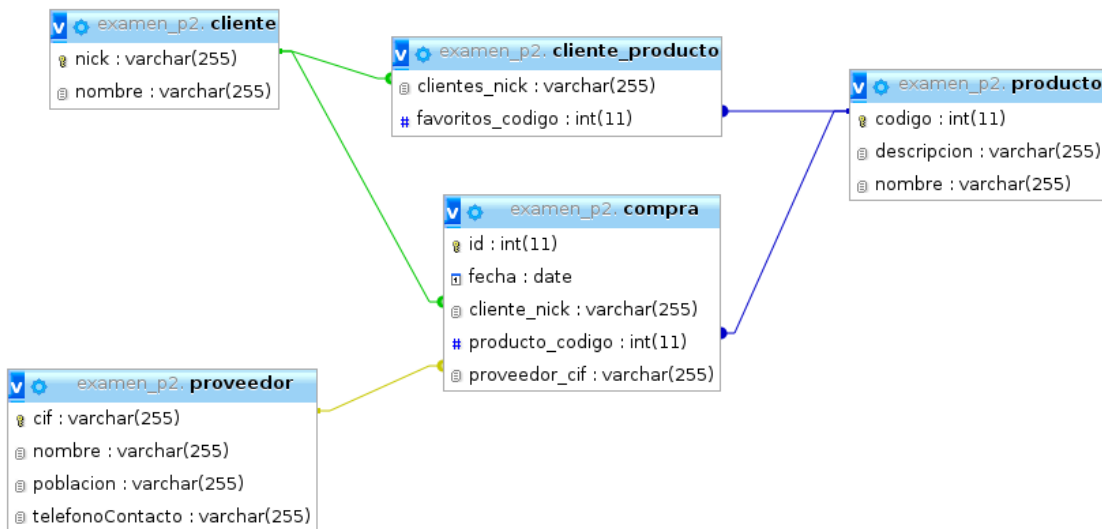 examen_p2. cliente
nick : varchar(255)
nombre : varchar(255)
examen_p2. cliente_producto
clientes_nick : varchar(255)
favoritos_codigo : int(11)
examen_p2. producto
codigo : int(11)
descripcion : varchar(255)
nombre : varchar(255)
examen_p2. compra
id : int(11)
fecha : date
cliente_nick : varchar(255)
producto_codigo : int(11)
proveedor_cif : varchar(255)
examen_p2. proveedor
cif : varchar(255)
nombre : varchar(255)
poblacion : varchar(255)
telefonoContacto : varchar(255)